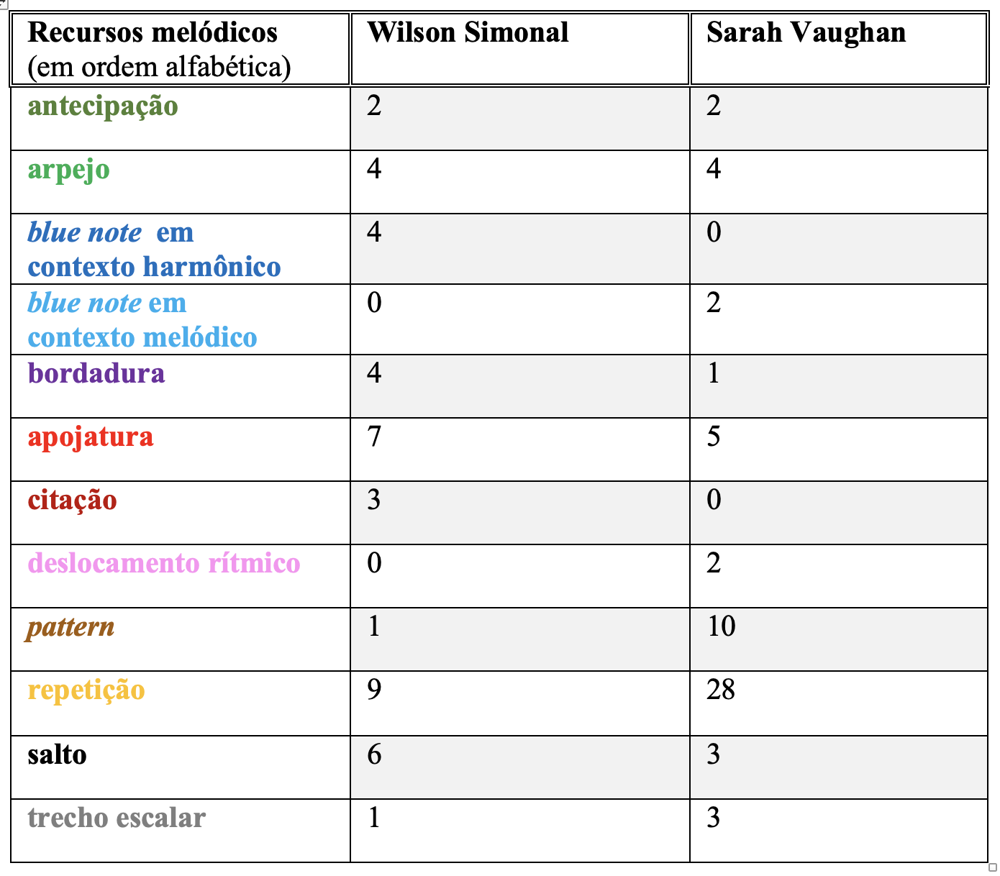 Recursos melódicos Wilson Simonal Sarah Vaughan
(em ordem alfabética)
antecipação 2 2
arpejo 4 4
blue note em 4 0
contexto harmônico
blue note em 0 2
contexto melódico
bordadura 4 1
apojatura 7 5
citação 3 0
deslocamento rítmico 0 2
pattern 1 10
repetição 9 28
salto 6 3
trecho escalar 1 3